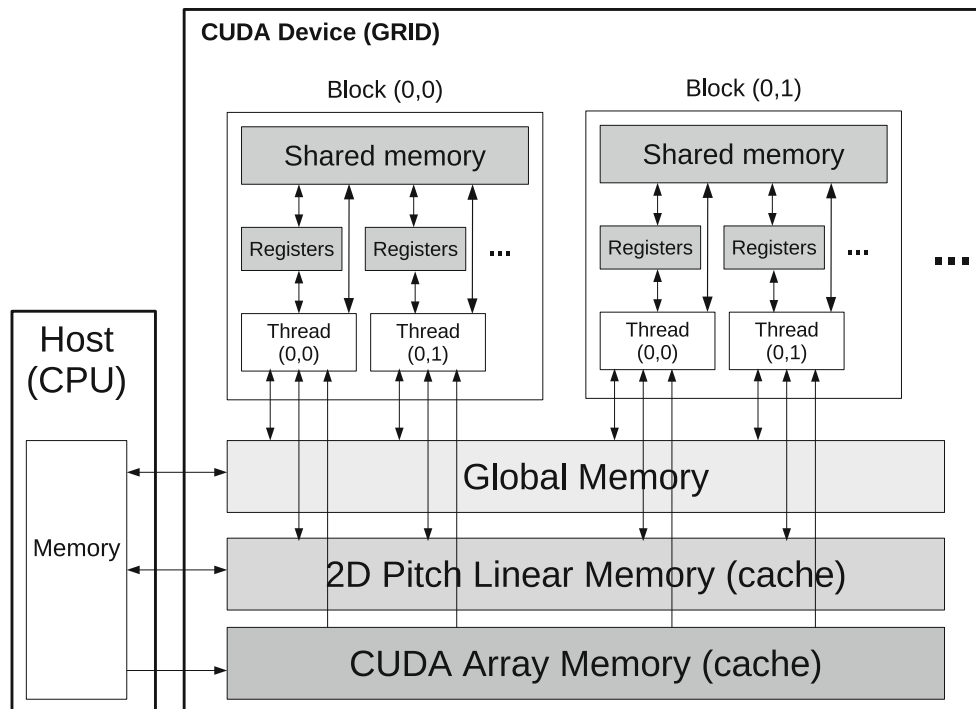 CUDA Device (GRID)
Block (0,0)
Shared memory
Registers
Registers
...
Thread
(0,0)
Thread
(0,1)
Block (0,1)
Shared memory
Registers
Registers
...
Thread
(0,0)
Thread
(0,1)
...
Host
(CPU)
Memory
Global Memory
2D Pitch Linear Memory (cache)
CUDA Array Memory (cache)